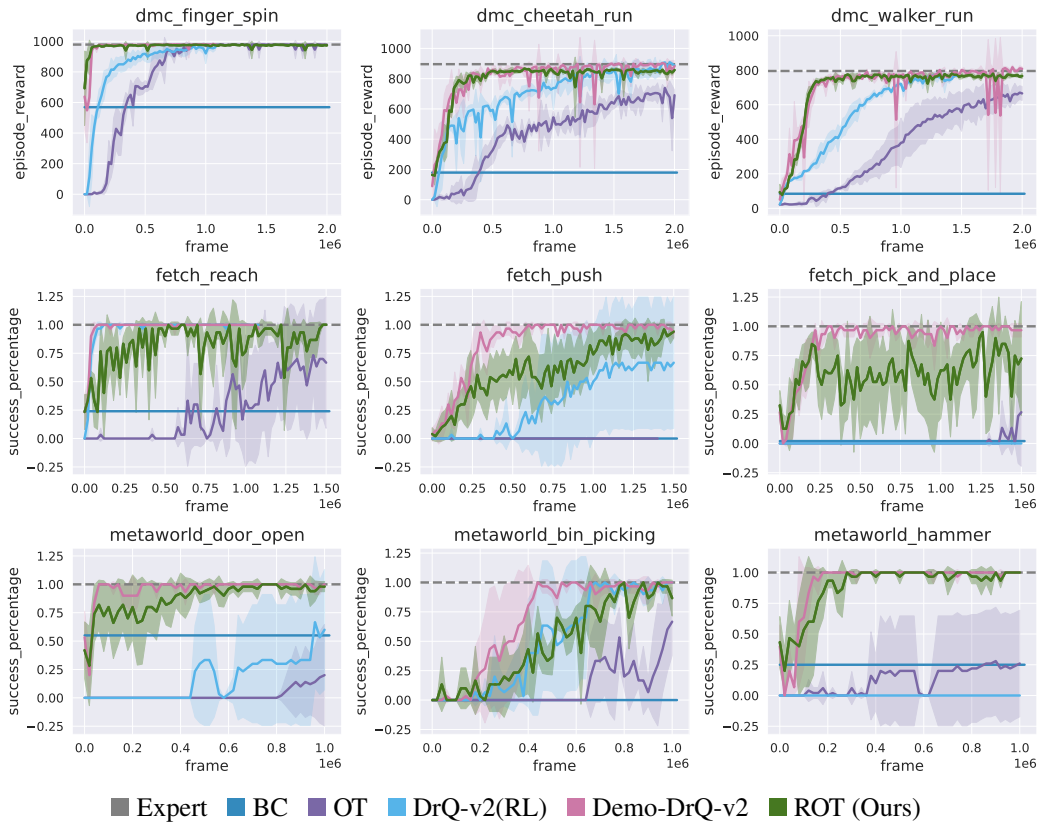 dmc_finger_spin
dmc_cheetah_run
dmc_walker_run
episode_reward
1000
800
600
400
200
0
0.0 0.5 1.0 1.5 2.0
frame
1e6
episode_reward
1000
800
600
400
200
0
0.0 0.5 1.0 1.5 2.0
frame
1e6
episode_reward
1000
800
600
400
200
0
0.0 0.5 1.0 1.5 2.0
frame
1e6
fetch_reach
fetch_push
fetch_pick_and_place
success_percentage
1.25
1.00
0.75
0.50
0.25
0.00
−0.25
0.00 0.25 0.50 0.75 1.00 1.25 1.50
frame
1e6
success_percentage
1.25
1.00
0.75
0.50
0.25
0.00
−0.25
0.00 0.25 0.50 0.75 1.00 1.25 1.50
frame
1e6
success_percentage
1.25
1.00
0.75
0.50
0.25
0.00
−0.25
0.00 0.25 0.50 0.75 1.00 1.25 1.50
frame
1e6
metaworld_door_open
metaworld_bin_picking
metaworld_hammer
success_percentage
1.25
1.00
0.75
0.50
0.25
0.00
−0.25
0.0 0.2 0.4 0.6 0.8 1.0
frame
1e6
success_percentage
1.25
1.00
0.75
0.50
0.25
0.00
−0.25
0.0 0.2 0.4 0.6 0.8 1.0
frame
1e6
success_percentage
1.25
1.00
0.75
0.50
0.25
0.00
−0.25
0.0 0.2 0.4 0.6 0.8 1.0
frame
1e6
Expert BC OT DrQ-v2(RL) Demo-DrQ-v2 ROT (Ours)